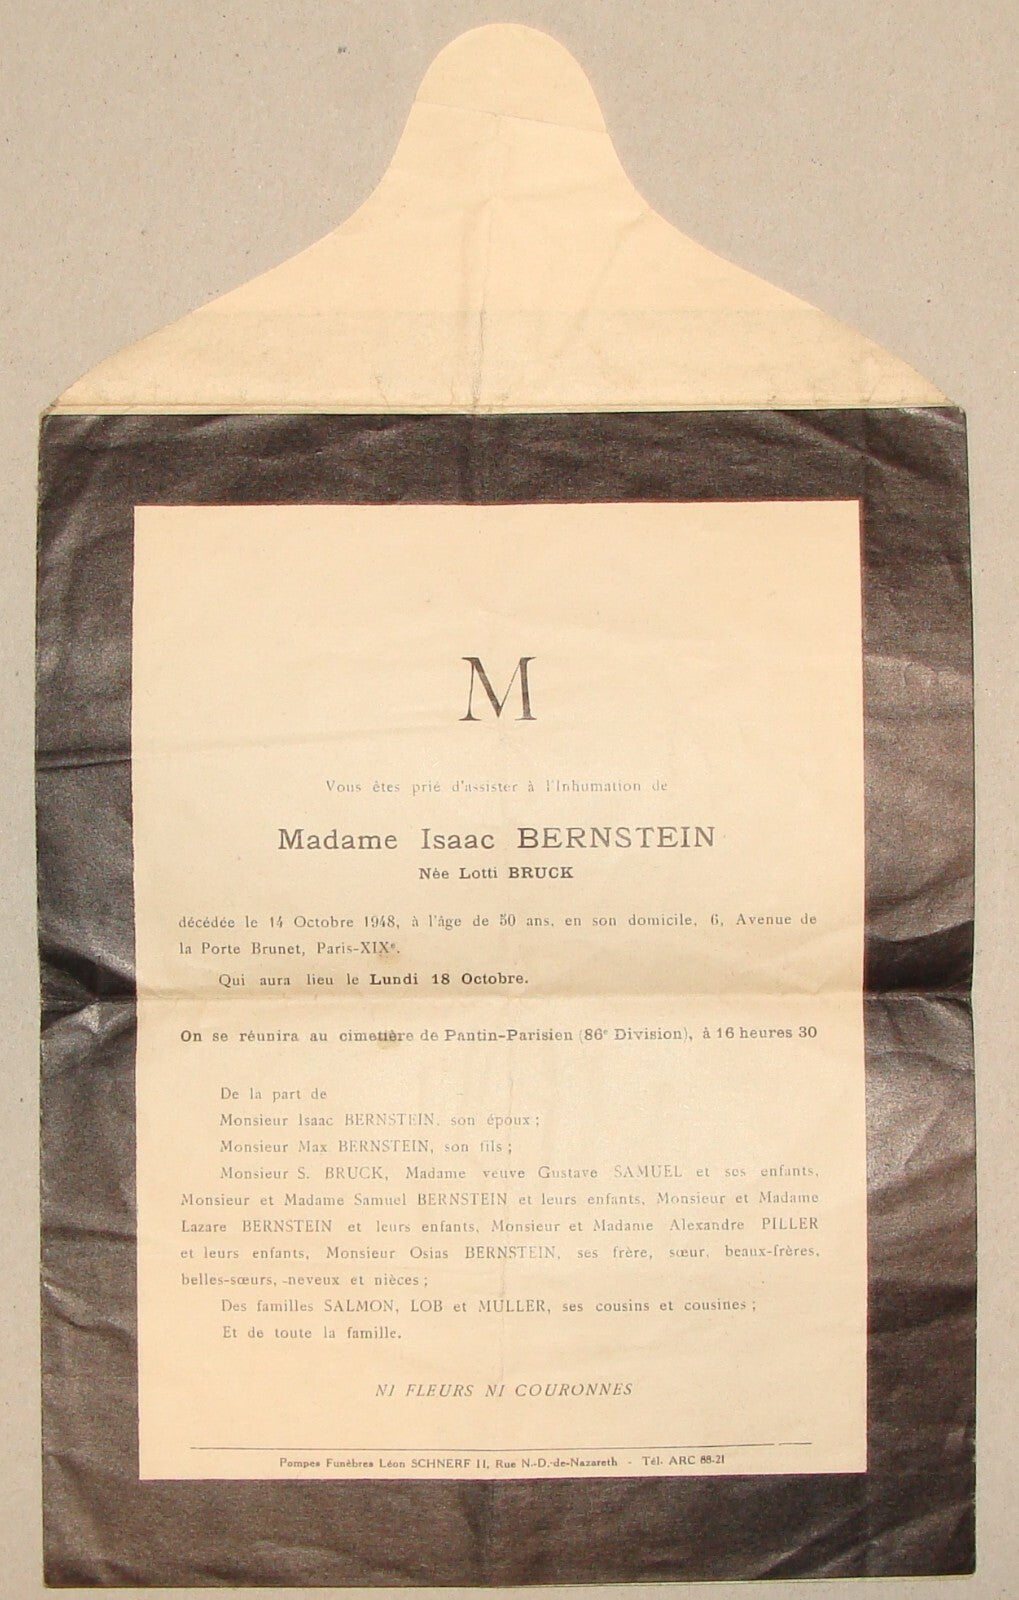 M
Vous êtes prié d'assister à l'Inhumation de
Madame Isaac BERNSTEIN
Née Lotti BRUCK
décédée le 14 Octobre 1948, à l'âge de 50 ans, en son domicile, 6, Avenue de
la Porte Brunet, Paris-XIXe.
Qui aura lieu le Lundi 18 Octobre.
On se réunira au cimetière de Pantin-Parisien (86e Division), à 16 heures 30
De la part de
Monsieur Isaac BERNSTEIN, son époux ;
Monsieur Max BERNSTEIN, son fils ;
Monsieur S. BRUCK, Madame veuve Gustave SAMUEL et ses enfants,
Monsieur et Madame Samuel BERNSTEIN et leurs enfants, Monsieur et Madame
Lazare BERNSTEIN et leurs enfants, Monsieur et Madame Alexandre PILLER
et leurs enfants, Monsieur Osias BERNSTEIN, ses frère, sœur, beaux-frères,
belles-sœurs, neveux et nièces ;
Des familles SALMON, LOB et MULLER, ses cousins et cousines ;
Et de toute la famille.
NI FLEURS NI COURONNES
Pompes Funèbres Léon SCHNERF 11, Rue N.-D.-de-Nazareth - Tél. ARC 88-21